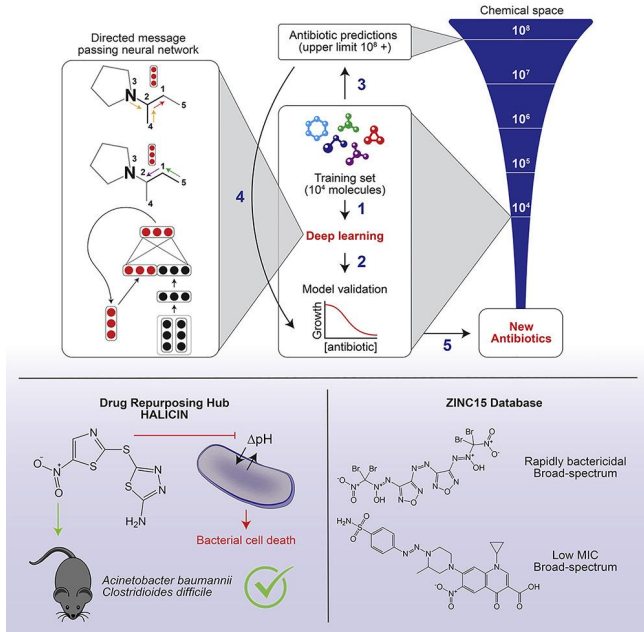 Directed message
passing neural network
3
N
2
1
5
4
3
N
2
1
5
4
Antibiotic predictions
(upper limit 10⁸ +)
3
Training set
(10⁴ molecules)
1
Deep learning
2
Model validation
Growth
[antibiotic]
4
5
Chemical space
10⁸
10⁷
10⁶
10⁵
10⁴
New
Antibiotics
Drug Repurposing Hub
HALICIN
N
S
S
N
N
S
NH₂
O⁻
N⁺
O
ΔpH
Bacterial cell death
Acinetobacter baumannii
Clostridioides difficile
ZINC15 Database
Rapidly bactericidal
Broad-spectrum
Low MIC
Broad-spectrum